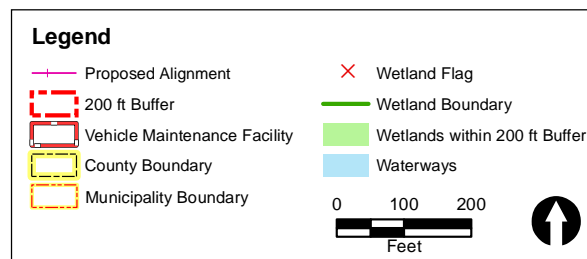 Legend
Proposed Alignment
200 ft Buffer
Vehicle Maintenance Facility
County Boundary
Municipality Boundary
Wetland Flag
Wetland Boundary
Wetlands within 200 ft Buffer
Waterways
0 100 200
Feet